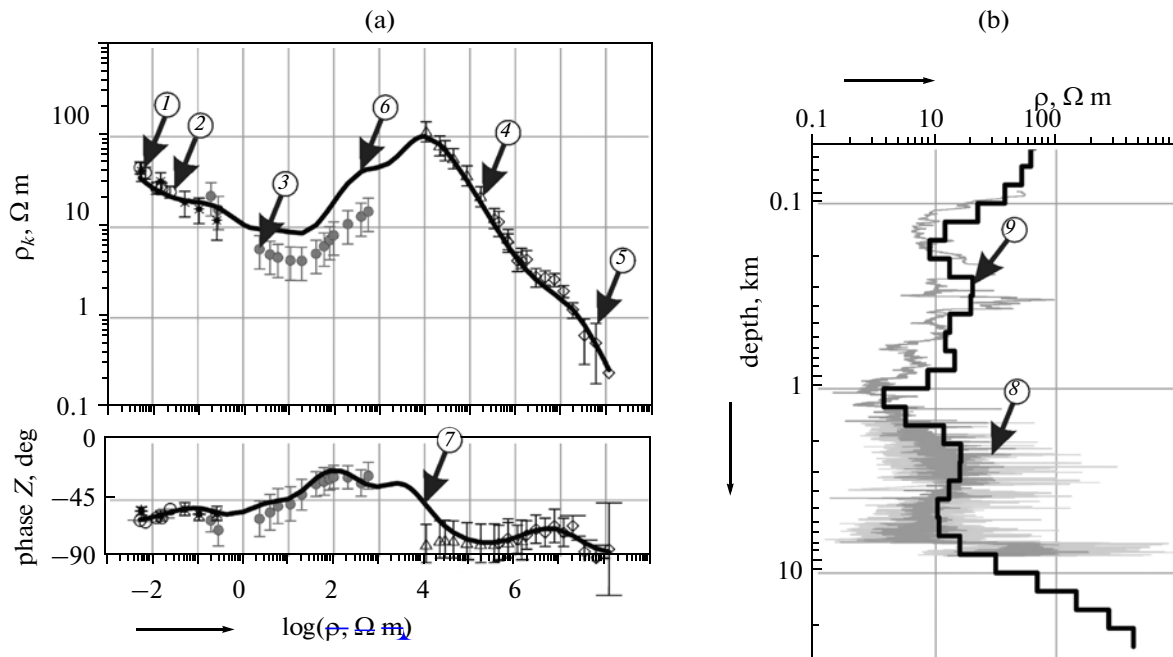 (a)
(b)
ρ, Ω m
0.1 10 100
100
10
1
0.1
ρk, Ω m
1
2
3
6
4
5
0
−45
−90
phase Z, deg
7
−2 0 2 4 6
log(ρ, Ω m)
0.1
1
10
depth, km
9
8